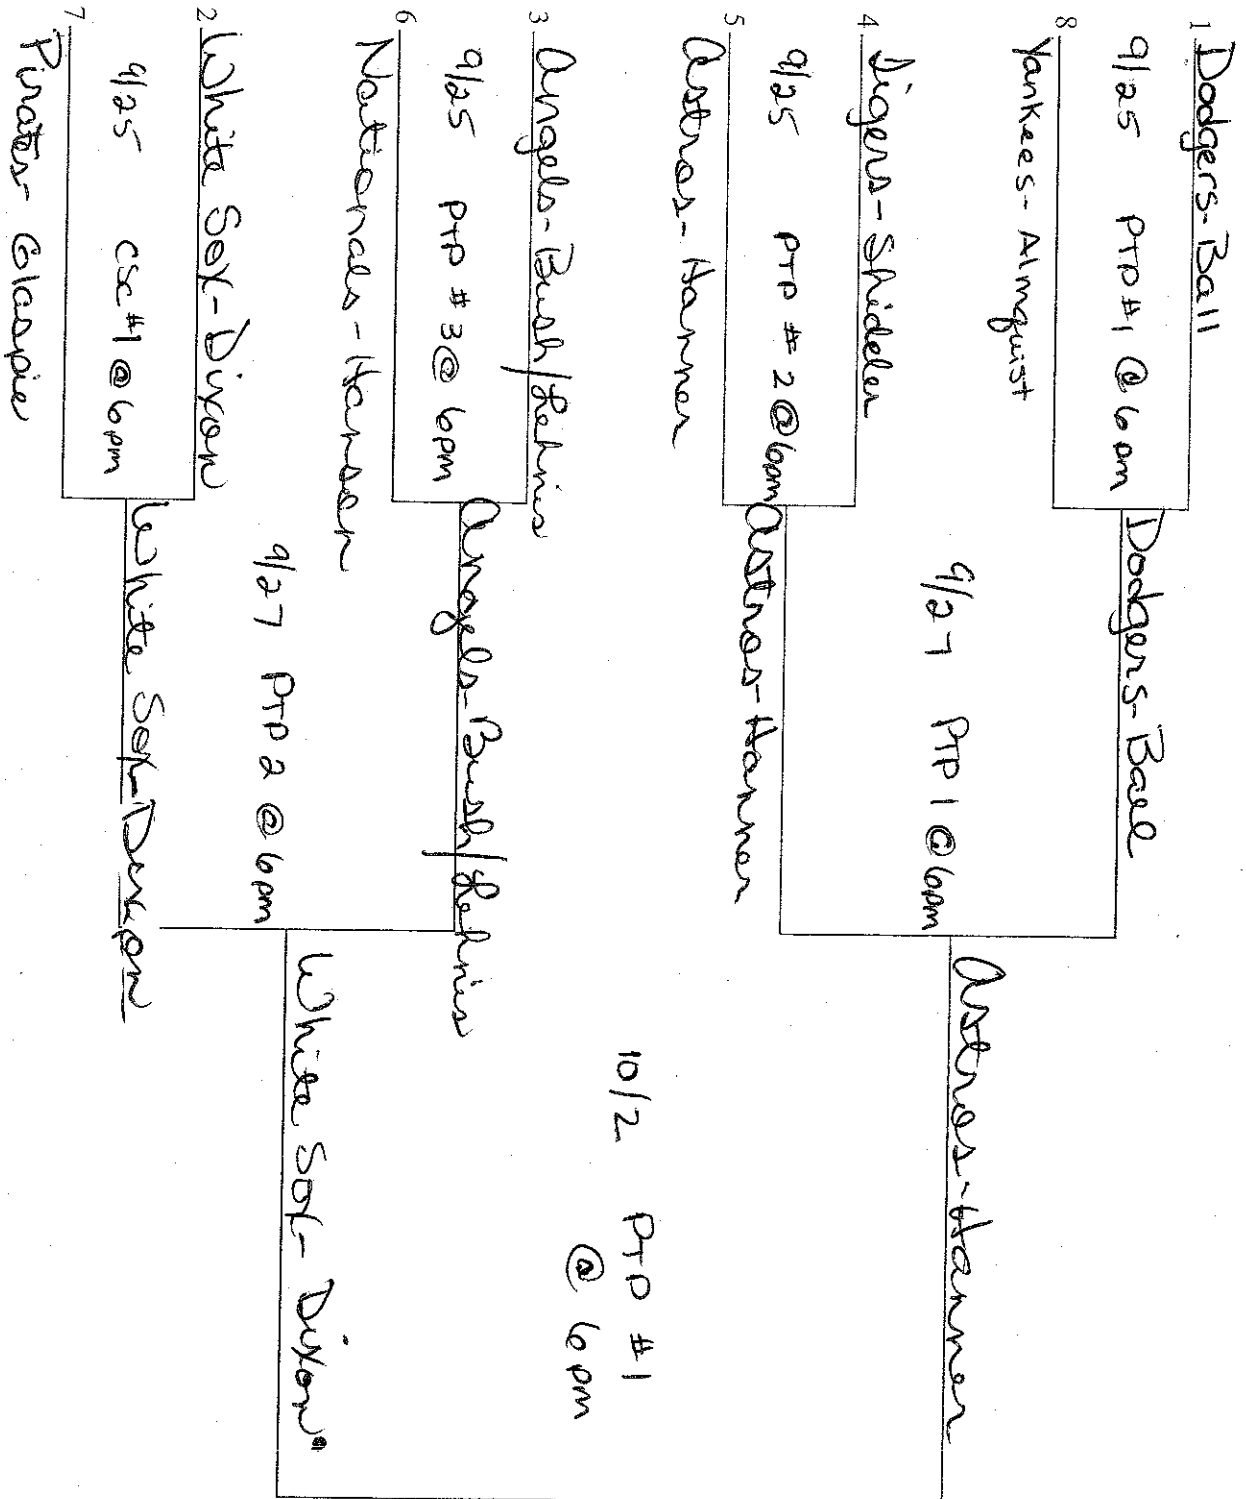 1 Dodgers-Ball
9/25 PTP#1 @ 6pm
8
Yankees-Almquist
4 Tigers-Shideler
9/25 PTP #2 @ 6pm
5
Astros-Hanner
3 Angels-Bush/Lehnis
9/25 PTP #3 @ 6pm
6
Nationals-Hansen
2 White Sox-Dixon
9/25 CSC #1 @ 6pm
7
Pirates-Glaspie
Dodgers-Ball
9/27 PTP 1 @ 6pm
Astros-Hanner
Angels-Bush/Lehnis
9/27 PTP 2 @ 6pm
White Sox-Dixon
Astros-Hanner
10/2 PTP #1
@ 6pm
White Sox-Dixon